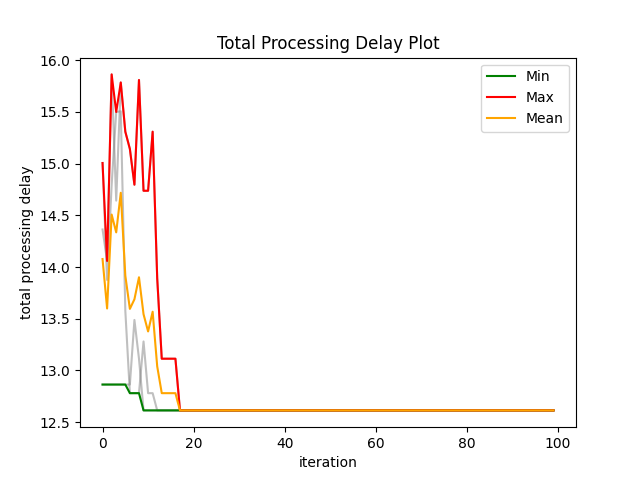 Total Processing Delay Plot
16.0
15.5
15.0
14.5
14.0
13.5
13.0
12.5
total processing delay
0 20 40 60 80 100
iteration
Min
Max
Mean